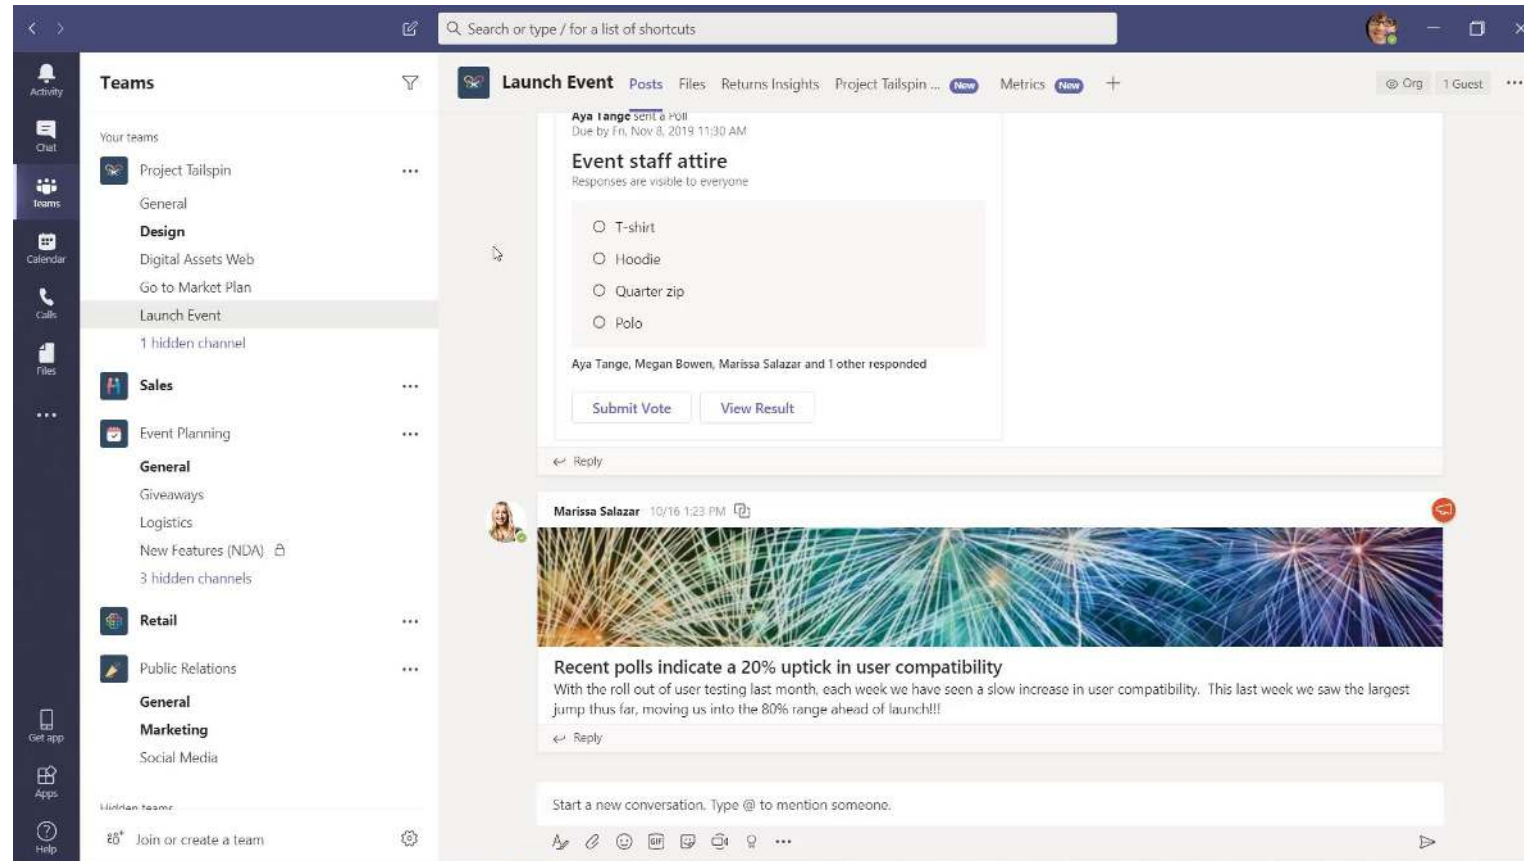 Search or type / for a list of shortcuts
Activity
Chat
Teams
Calendar
Calls
Files
Get app
Apps
Help
Teams
Your teams
Project Tailspin
General
Design
Digital Assets Web
Go to Market Plan
Launch Event
1 hidden channel
Sales
Event Planning
General
Giveaways
Logistics
New Features (NDA)
3 hidden channels
Retail
Public Relations
General
Marketing
Social Media
Hidden teams
Join or create a team
Launch Event Posts Files Returns Insights Project Tailspin ... New Metrics New + Org 1 Guest
Aya Tange sent a Poll
Due by Fri, Nov 8, 2019 11:30 AM
Event staff attire
Responses are visible to everyone
T-shirt
Hoodie
Quarter zip
Polo
Aya Tange, Megan Bowen, Marissa Salazar and 1 other responded
Submit Vote View Result
Reply
Marissa Salazar 10/16 1:23 PM
Recent polls indicate a 20% uptick in user compatibility
With the roll out of user testing last month, each week we have seen a slow increase in user compatibility. This last week we saw the largest
jump thus far, moving us into the 80% range ahead of launch!!!
Reply
Start a new conversation. Type @ to mention someone.
GIF